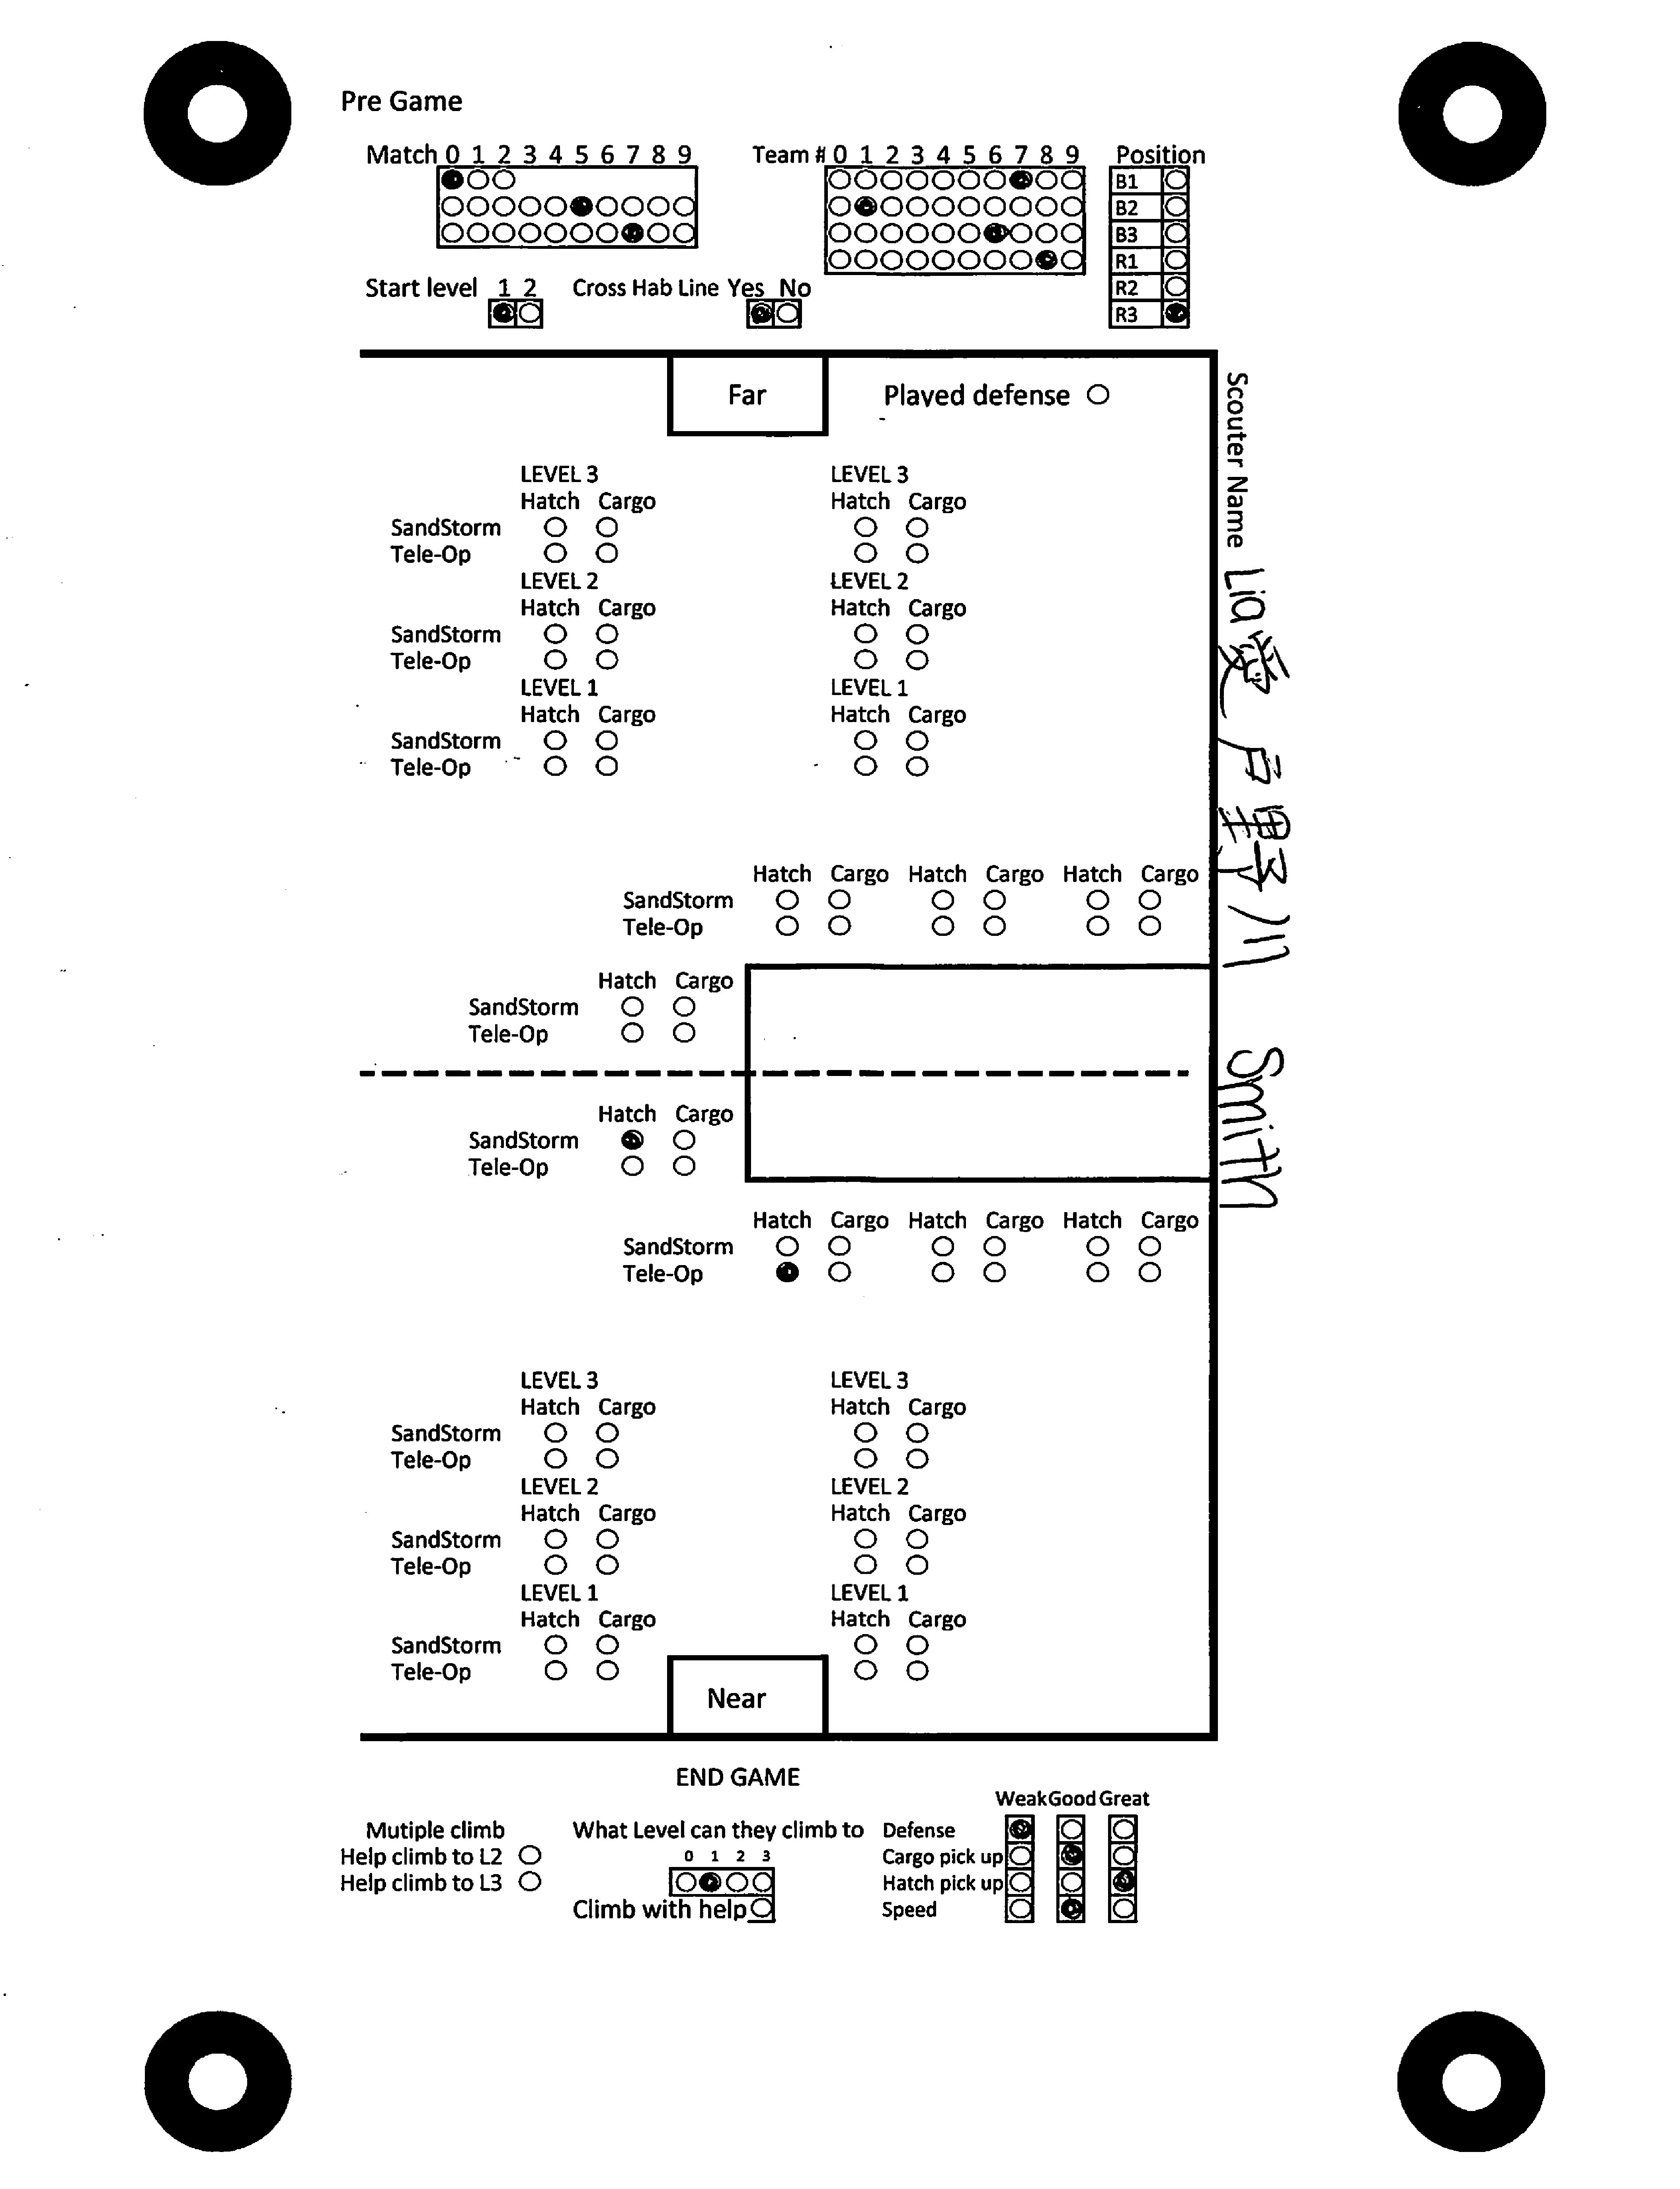 Pre Game
Match 0 1 2 3 4 5 6 7 8 9
Team # 0 1 2 3 4 5 6 7 8 9
Position
B1
B2
B3
R1
R2
R3
Start level 1 2
Cross Hab Line Yes No
Far
Played defense
Scouter Name Lia 愛 戸野川 Smith
LEVEL 3 LEVEL 3
Hatch Cargo Hatch Cargo
SandStorm
Tele-Op
LEVEL 2 LEVEL 2
Hatch Cargo Hatch Cargo
SandStorm
Tele-Op
LEVEL 1 LEVEL 1
Hatch Cargo Hatch Cargo
SandStorm
Tele-Op
Hatch Cargo Hatch Cargo Hatch Cargo
SandStorm
Tele-Op
Hatch Cargo
SandStorm
Tele-Op
Hatch Cargo
SandStorm
Tele-Op
Hatch Cargo Hatch Cargo Hatch Cargo
SandStorm
Tele-Op
LEVEL 3 LEVEL 3
Hatch Cargo Hatch Cargo
SandStorm
Tele-Op
LEVEL 2 LEVEL 2
Hatch Cargo Hatch Cargo
SandStorm
Tele-Op
LEVEL 1 LEVEL 1
Hatch Cargo Hatch Cargo
SandStorm
Tele-Op
Near
END GAME
Mutiple climb
Help climb to L2
Help climb to L3
What Level can they climb to
0 1 2 3
Climb with help
Weak Good Great
Defense
Cargo pick up
Hatch pick up
Speed